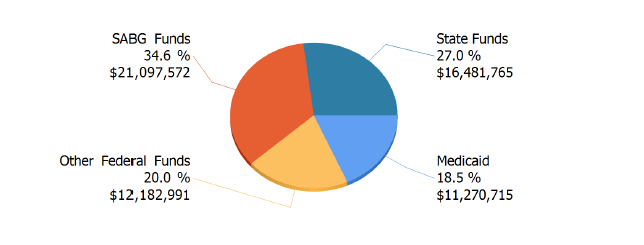 SABG Funds
34.6 %
$21,097,572
State Funds
27.0 %
$16,481,765
Other Federal Funds
20.0 %
$12,182,991
Medicaid
18.5 %
$11,270,715